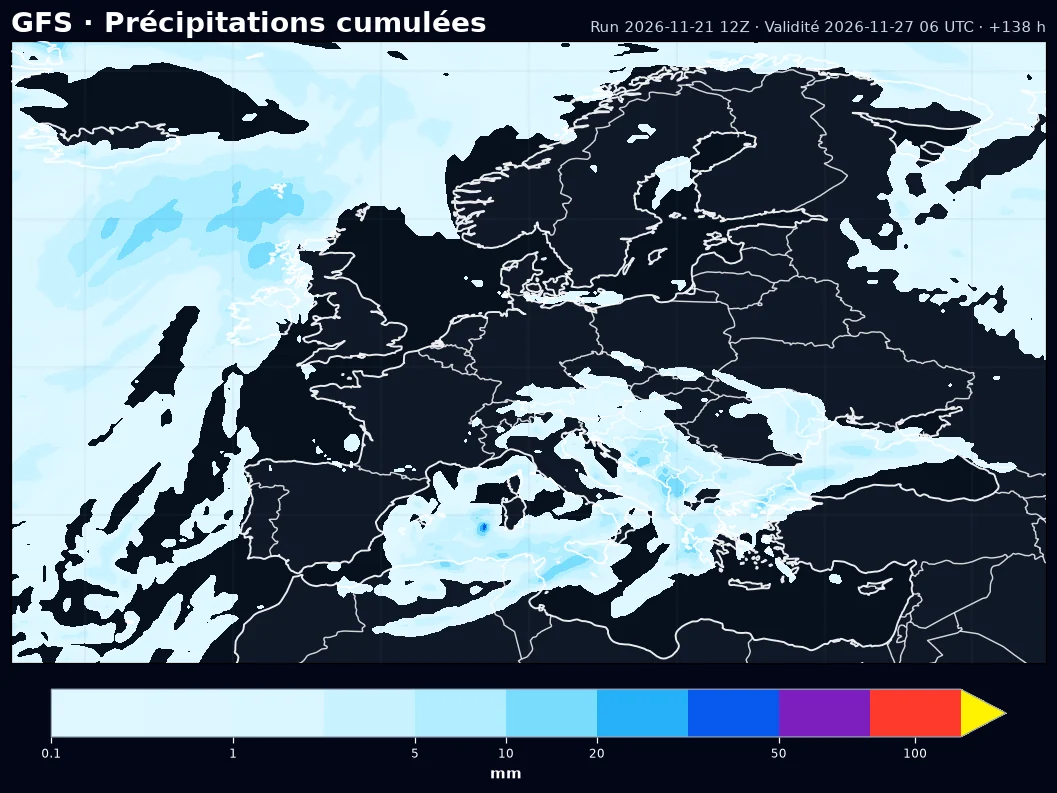 GFS · Précipitations cumulées
Run 2026-11-21 12Z · Validité 2026-11-27 06 UTC · +138 h
0.1 1 5 10 20 50 100
mm